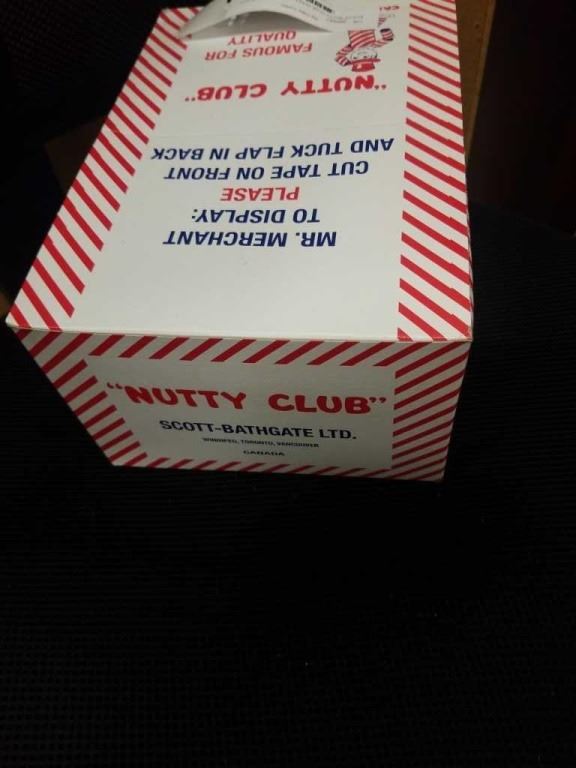 MR. MERCHANT
TO DISPLAY:
PLEASE
CUT TAPE ON FRONT
AND TUCK FLAP IN BACK
"NUTTY CLUB"
FAMOUS FOR
QUALITY
"NUTTY CLUB"
SCOTT-BATHGATE LTD.
WINNIPEG, TORONTO, VANCOUVER
CANADA